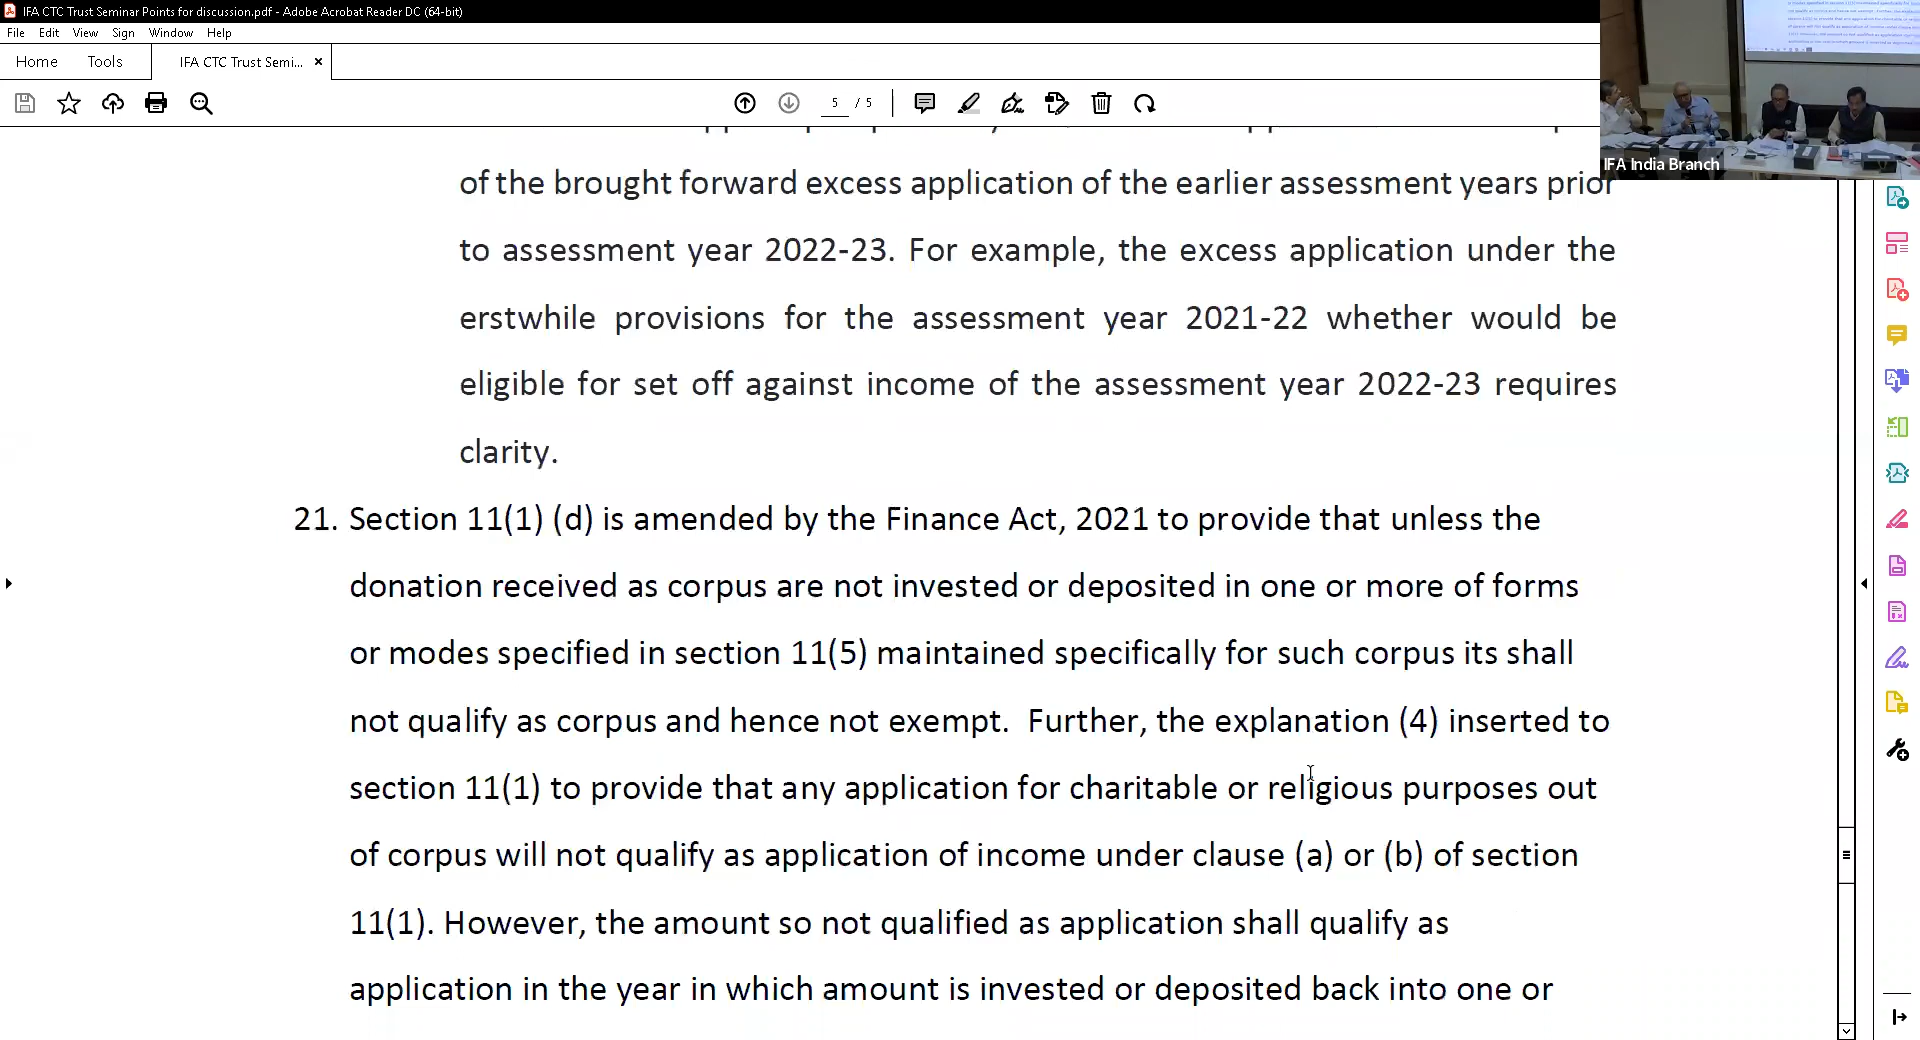 IFA CTC Trust Seminar Points for discussion.pdf - Adobe Acrobat Reader DC (64-bit)
File Edit View Sign Window Help
Home Tools IFA CTC Trust Semi... ×
5 / 5
IFA India Branch
of the brought forward excess application of the earlier assessment years prior
to assessment year 2022-23. For example, the excess application under the
erstwhile provisions for the assessment year 2021-22 whether would be
eligible for set off against income of the assessment year 2022-23 requires
clarity.
21. Section 11(1) (d) is amended by the Finance Act, 2021 to provide that unless the
donation received as corpus are not invested or deposited in one or more of forms
or modes specified in section 11(5) maintained specifically for such corpus its shall
not qualify as corpus and hence not exempt. Further, the explanation (4) inserted to
section 11(1) to provide that any application for charitable or religious purposes out
of corpus will not qualify as application of income under clause (a) or (b) of section
11(1). However, the amount so not qualified as application shall qualify as
application in the year in which amount is invested or deposited back into one or